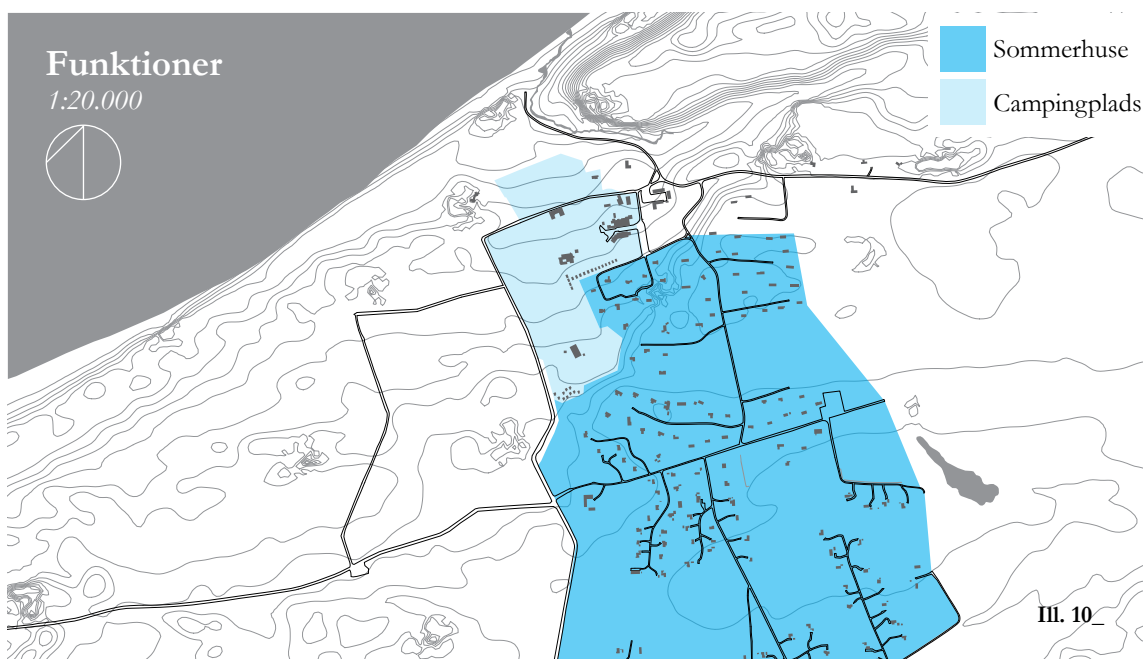 Funktioner
1:20.000
Sommerhuse
Campingplads
Ill. 10_